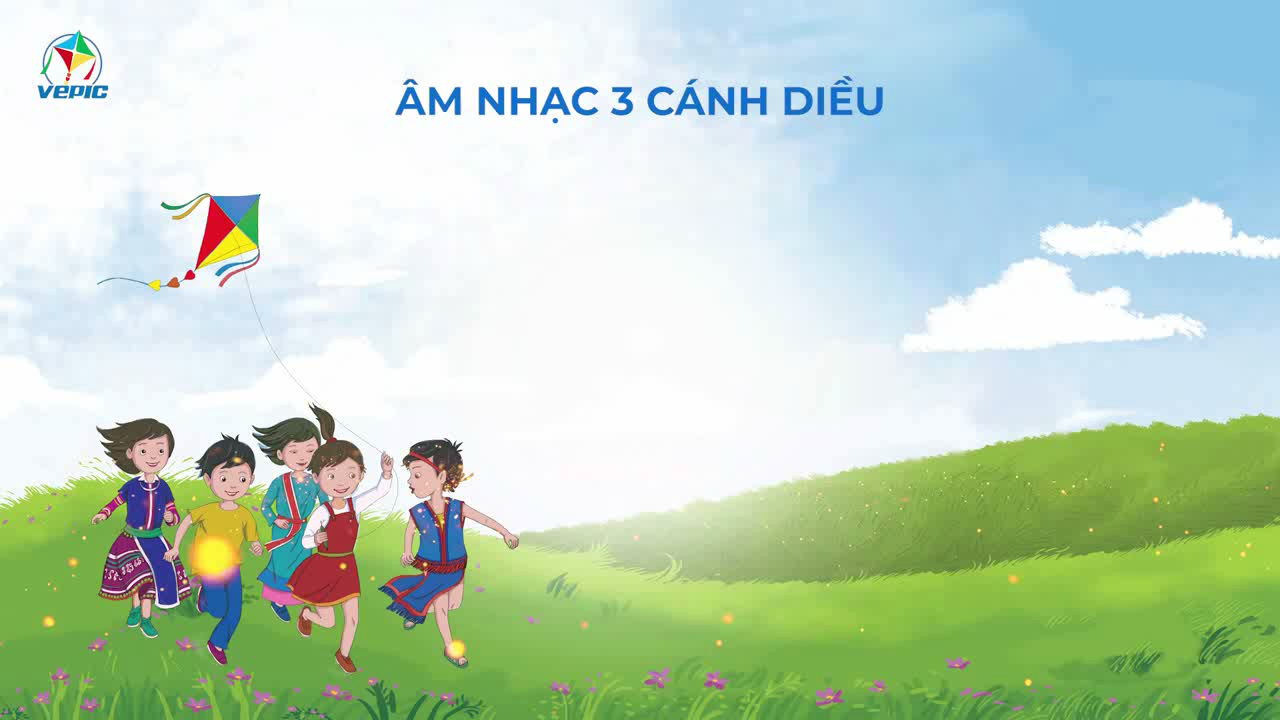 VEPIC
ÂM NHẠC 3 CÁNH DIỀU